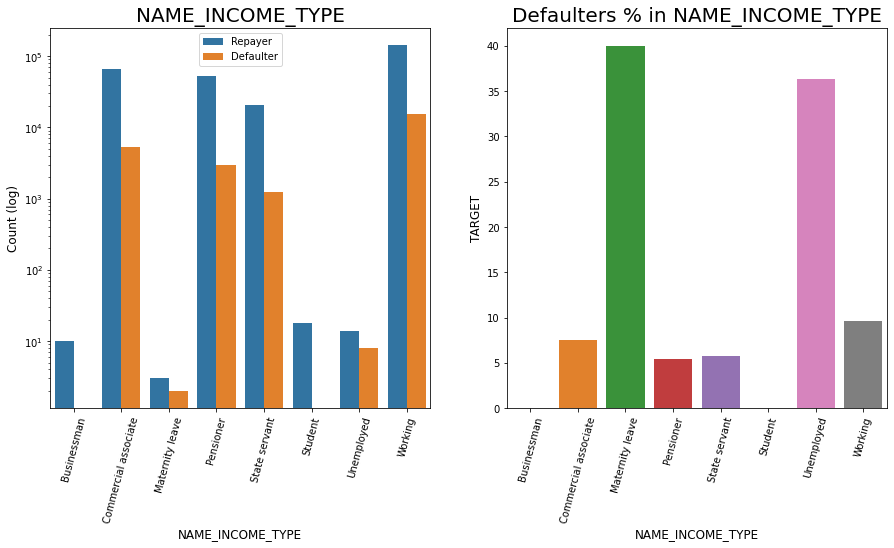 NAME_INCOME_TYPE
Repayer
Defaulter
10^5
10^4
10^3
10^2
10^1
Count (log)
Businessman
Commercial associate
Maternity leave
Pensioner
State servant
Student
Unemployed
Working
NAME_INCOME_TYPE
Defaulters % in NAME_INCOME_TYPE
40
35
30
25
20
15
10
5
0
TARGET
Businessman
Commercial associate
Maternity leave
Pensioner
State servant
Student
Unemployed
Working
NAME_INCOME_TYPE